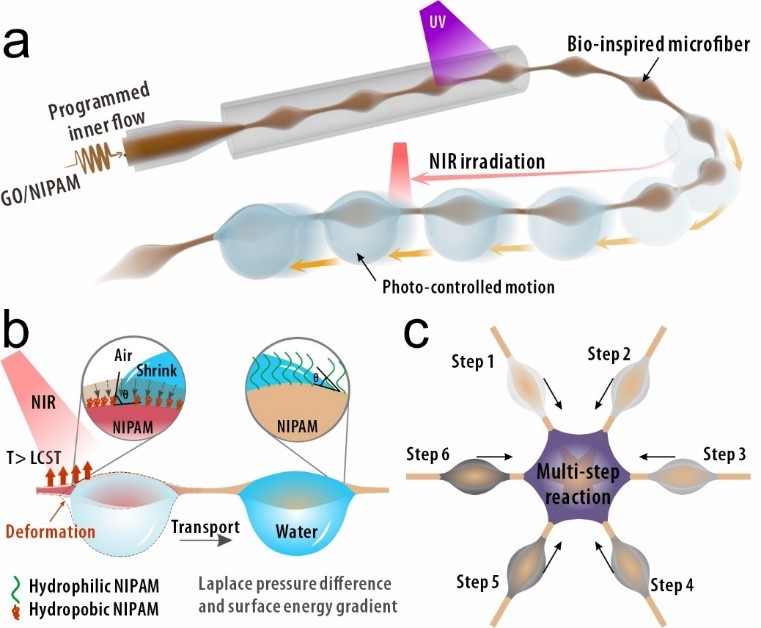 a
UV
Bio-inspired microfiber
Programmed
inner flow
GO/NIPAM
NIR irradiation
Photo-controlled motion
b
Air
Shrink
θ
NIPAM
NIR
T> LCST
Deformation
Transport
θ
NIPAM
Water
Hydrophilic NIPAM
Hydropobic NIPAM
Laplace pressure difference
and surface energy gradient
c
Step 1
Step 2
Step 6
Step 3
Multi-step
reaction
Step 5
Step 4